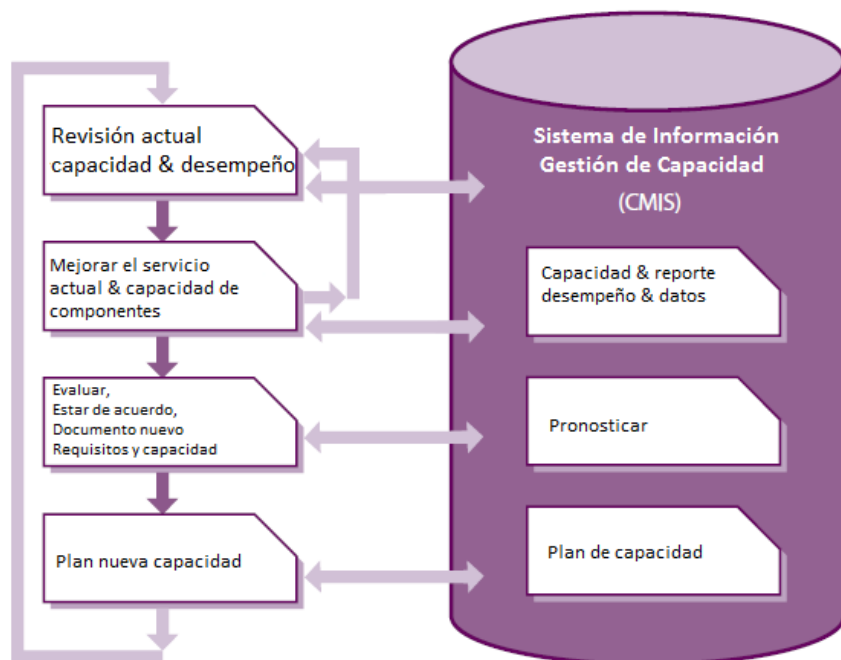 Revisión actual
capacidad & desempeño
Mejorar el servicio
actual & capacidad de
componentes
Evaluar,
Estar de acuerdo,
Documento nuevo
Requisitos y capacidad
Plan nueva capacidad
Sistema de Información
Gestión de Capacidad
(CMIS)
Capacidad & reporte
desempeño & datos
Pronosticar
Plan de capacidad